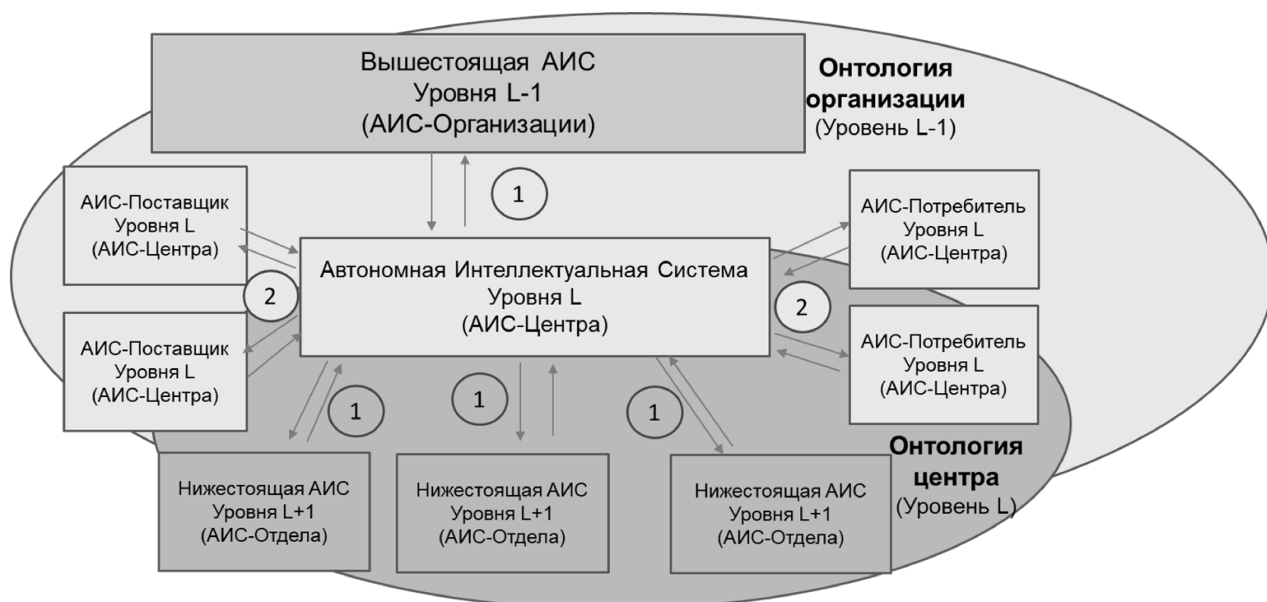 Вышестоящая АИС
Уровня L-1
(АИС-Организации)
Онтология
организации
(Уровень L-1)
1
АИС-Поставщик
Уровня L
(АИС-Центра)
АИС-Потребитель
Уровня L
(АИС-Центра)
Автономная Интеллектуальная Система
Уровня L
(АИС-Центра)
2
2
АИС-Поставщик
Уровня L
(АИС-Центра)
АИС-Потребитель
Уровня L
(АИС-Центра)
1
1
1
Онтология
центра
(Уровень L)
Нижестоящая АИС
Уровня L+1
(АИС-Отдела)
Нижестоящая АИС
Уровня L+1
(АИС-Отдела)
Нижестоящая АИС
Уровня L+1
(АИС-Отдела)